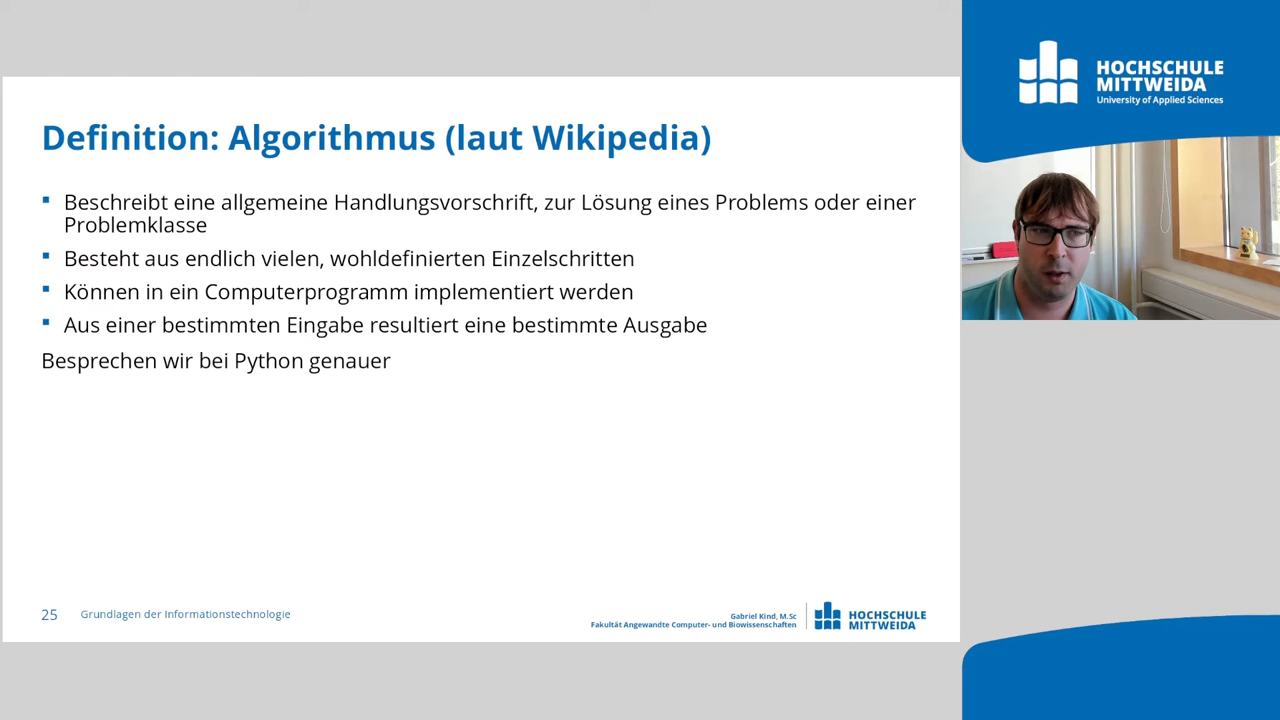 Definition: Algorithmus (laut Wikipedia)
Beschreibt eine allgemeine Handlungsvorschrift, zur Lösung eines Problems oder einer
Problemklasse
Besteht aus endlich vielen, wohldefinierten Einzelschritten
Können in ein Computerprogramm implementiert werden
Aus einer bestimmten Eingabe resultiert eine bestimmte Ausgabe
Besprechen wir bei Python genauer
25 Grundlagen der Informationstechnologie
Gabriel Kind, M.Sc
Fakultät Angewandte Computer- und Biowissenschaften
HOCHSCHULE
MITTWEIDA
HOCHSCHULE
MITTWEIDA
University of Applied Sciences